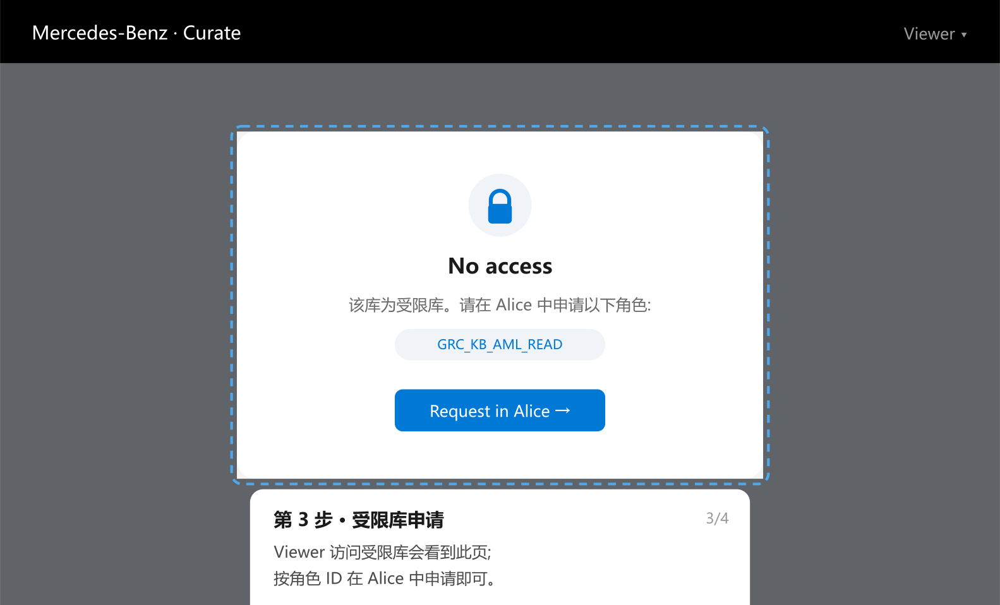 Mercedes-Benz · Curate
Viewer ▾
No access
该库为受限库。请在 Alice 中申请以下角色:
GRC_KB_AML_READ
Request in Alice →
第 3 步 · 受限库申请
3/4
Viewer 访问受限库会看到此页;
按角色 ID 在 Alice 中申请即可。